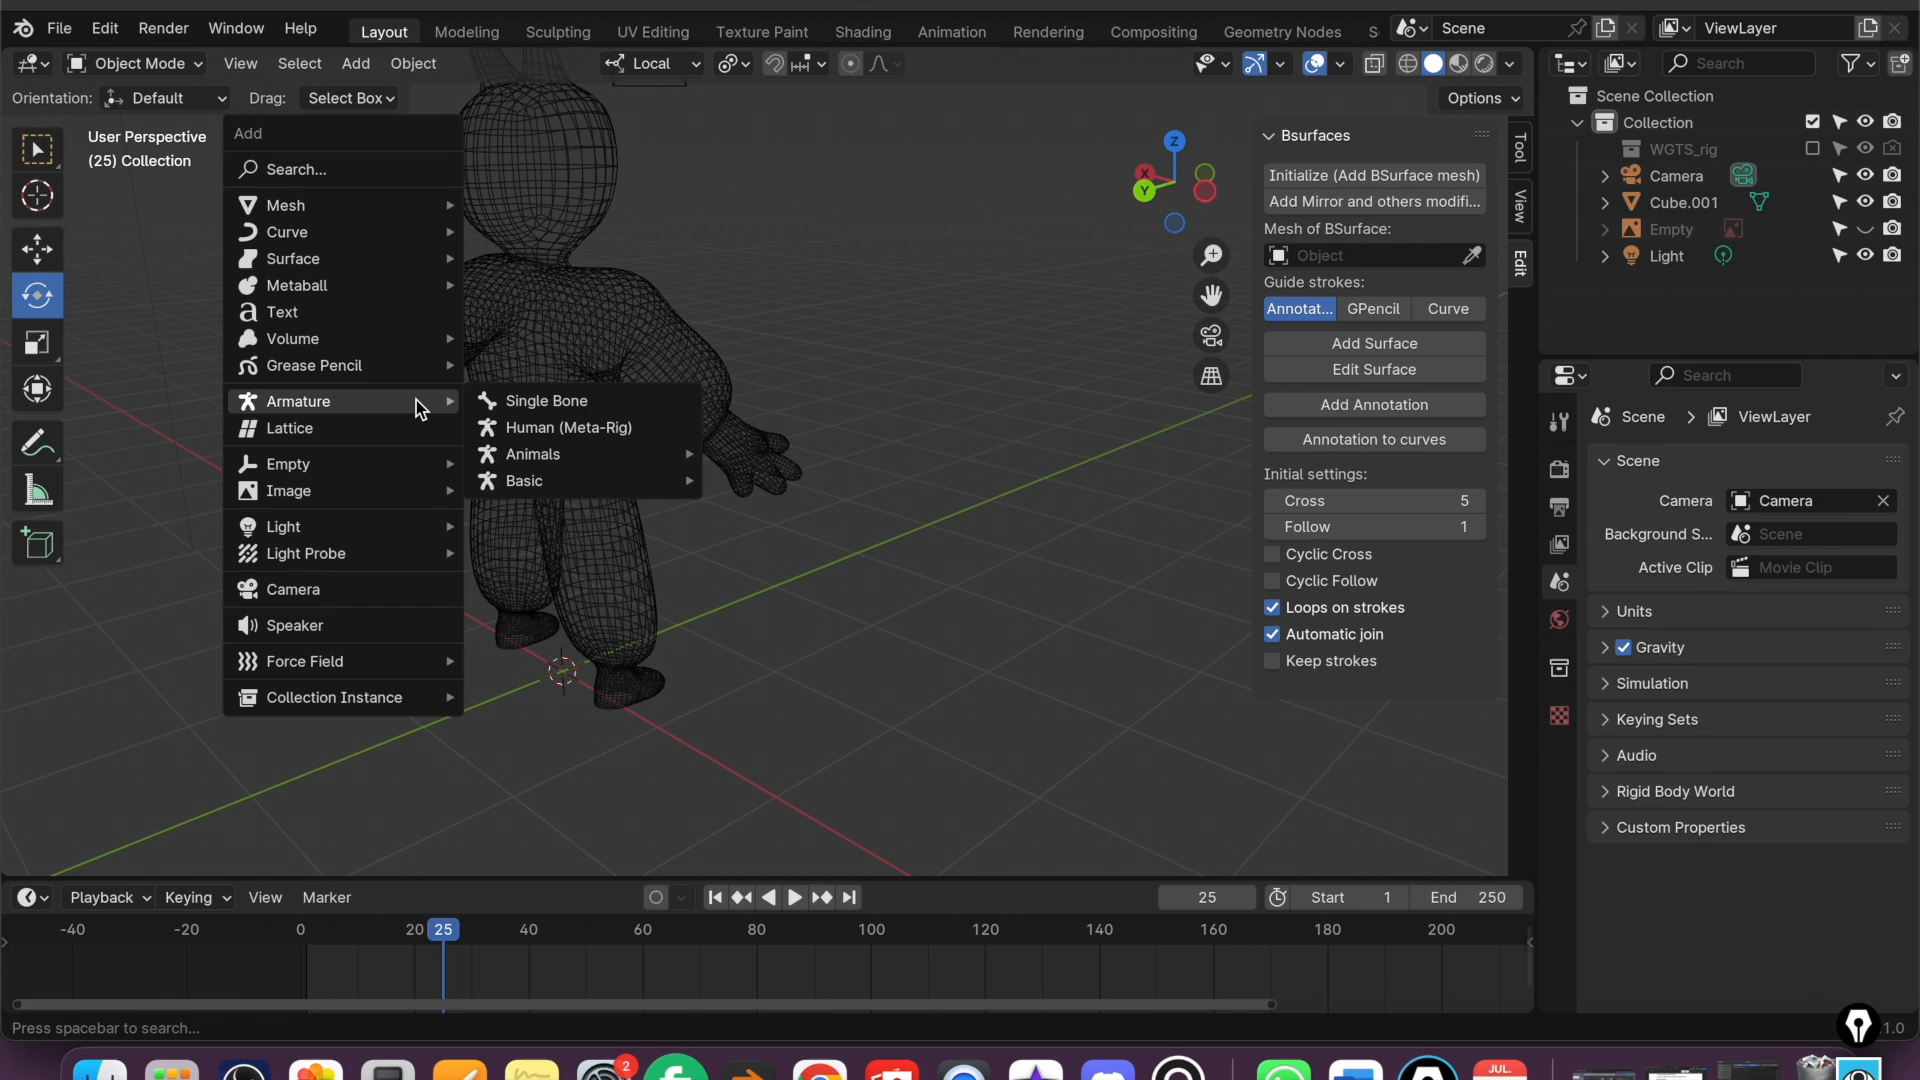 File Edit Render Window Help
Layout Modeling Sculpting UV Editing Texture Paint Shading Animation Rendering Compositing Geometry Nodes S
Scene
ViewLayer
Object Mode View Select Add Object
Local
Search
Orientation: Default Drag: Select Box
Options
User Perspective
(25) Collection
Add
Search...
Mesh
Curve
Surface
Metaball
Text
Volume
Grease Pencil
Armature
Lattice
Empty
Image
Light
Light Probe
Camera
Speaker
Force Field
Collection Instance
Single Bone
Human (Meta-Rig)
Animals
Basic
Z
X
Y
Bsurfaces
Initialize (Add BSurface mesh)
Add Mirror and others modifi...
Mesh of BSurface:
Object
Guide strokes:
Annotat... GPencil Curve
Add Surface
Edit Surface
Add Annotation
Annotation to curves
Initial settings:
Cross 5
Follow 1
Cyclic Cross
Cyclic Follow
Loops on strokes
Automatic join
Keep strokes
Tool
View
Edit
Scene Collection
Collection
WGTS_rig
Camera
Cube.001
Empty
Light
Search
Scene ViewLayer
Scene
Camera Camera
Background S... Scene
Active Clip Movie Clip
Units
Gravity
Simulation
Keying Sets
Audio
Rigid Body World
Custom Properties
Playback Keying View Marker
25 Start 1 End 250
-40 -20 0 20 25 40 60 80 100 120 140 160 180 200
Press spacebar to search...
1.0
2
JUL.